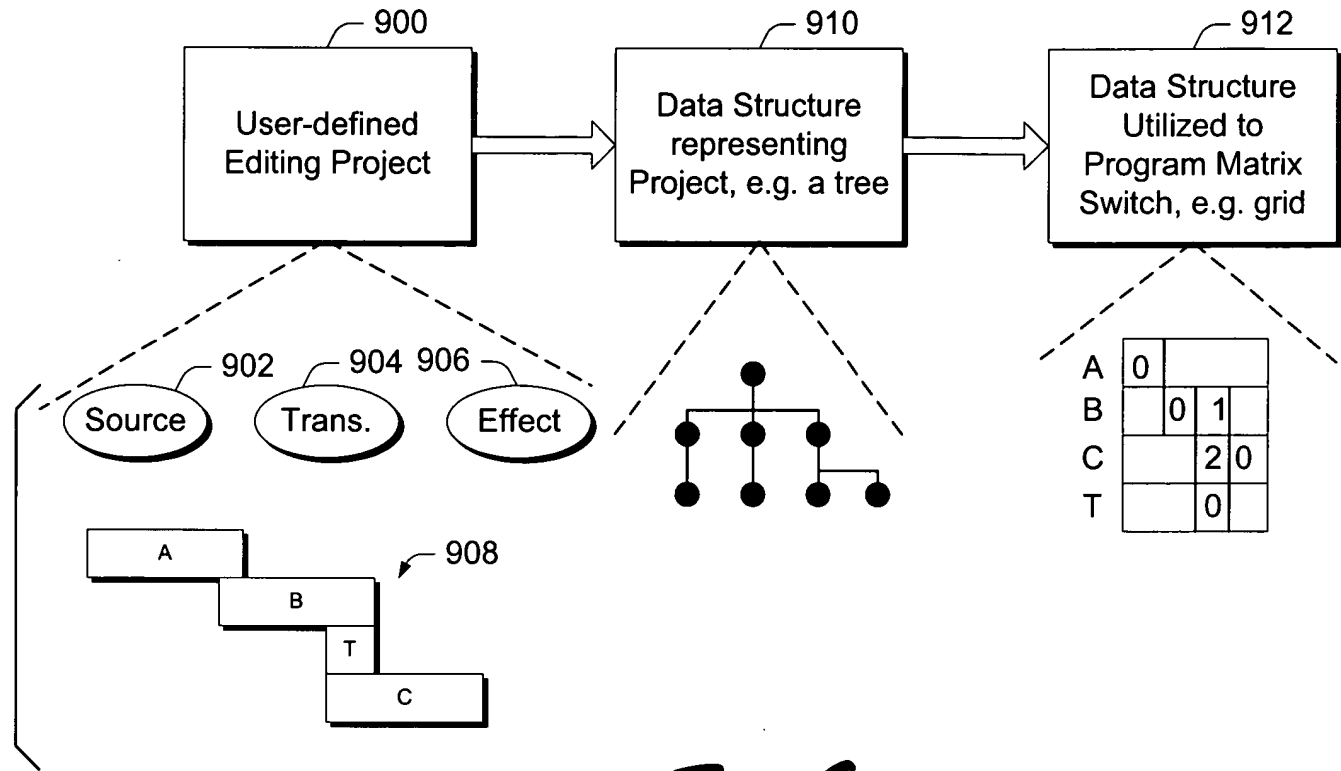 900
910
912
User-defined
Editing Project
Data Structure
representing
Project, e.g. a tree
Data Structure
Utilized to
Program Matrix
Switch, e.g. grid
902
904
906
Source
Trans.
Effect
A
B
T
C
908
A 0
B 0 1
C 2 0
T 0